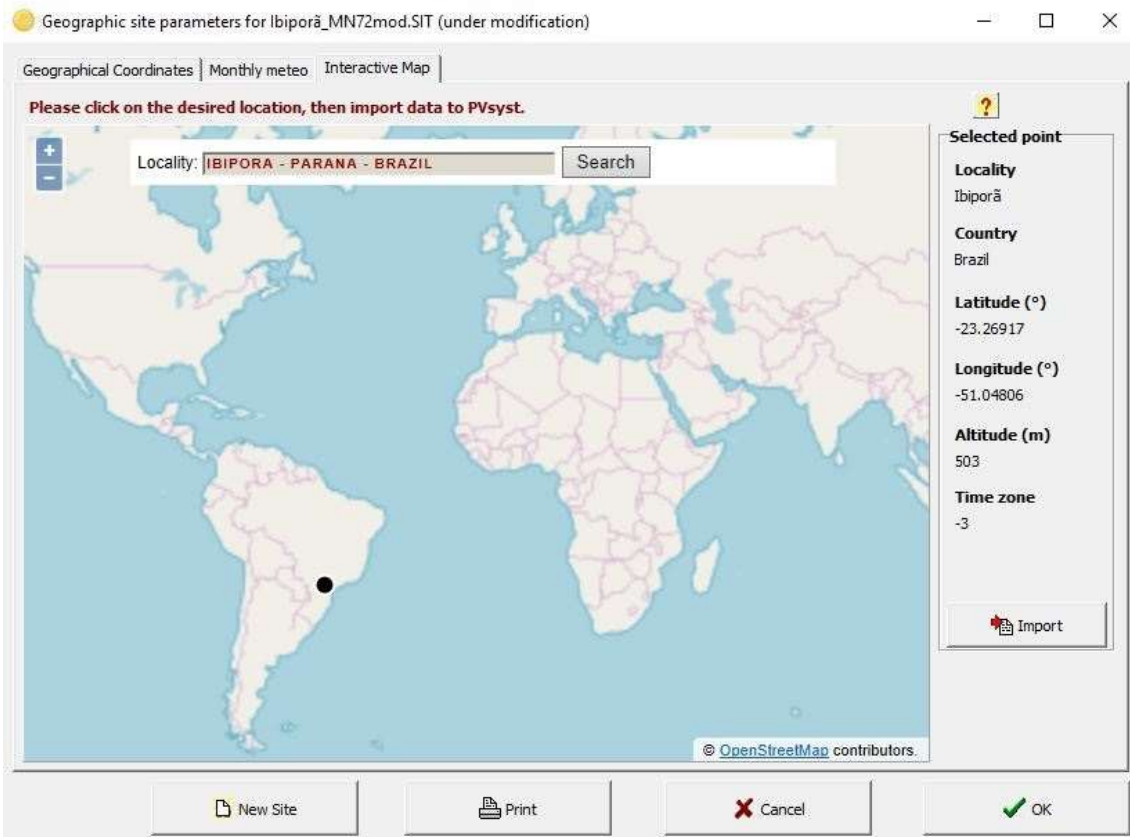 Geographic site parameters for Ibiporã_MN72mod.SIT (under modification)
Geographical Coordinates Monthly meteo Interactive Map
Please click on the desired location, then import data to PVsyst.
?
+
−
Locality: IBIPORA - PARANA - BRAZIL Search
Selected point
Locality
Ibiporã
Country
Brazil
Latitude (°)
-23.26917
Longitude (°)
-51.04806
Altitude (m)
503
Time zone
-3
Import
© OpenStreetMap contributors.
New Site Print Cancel OK